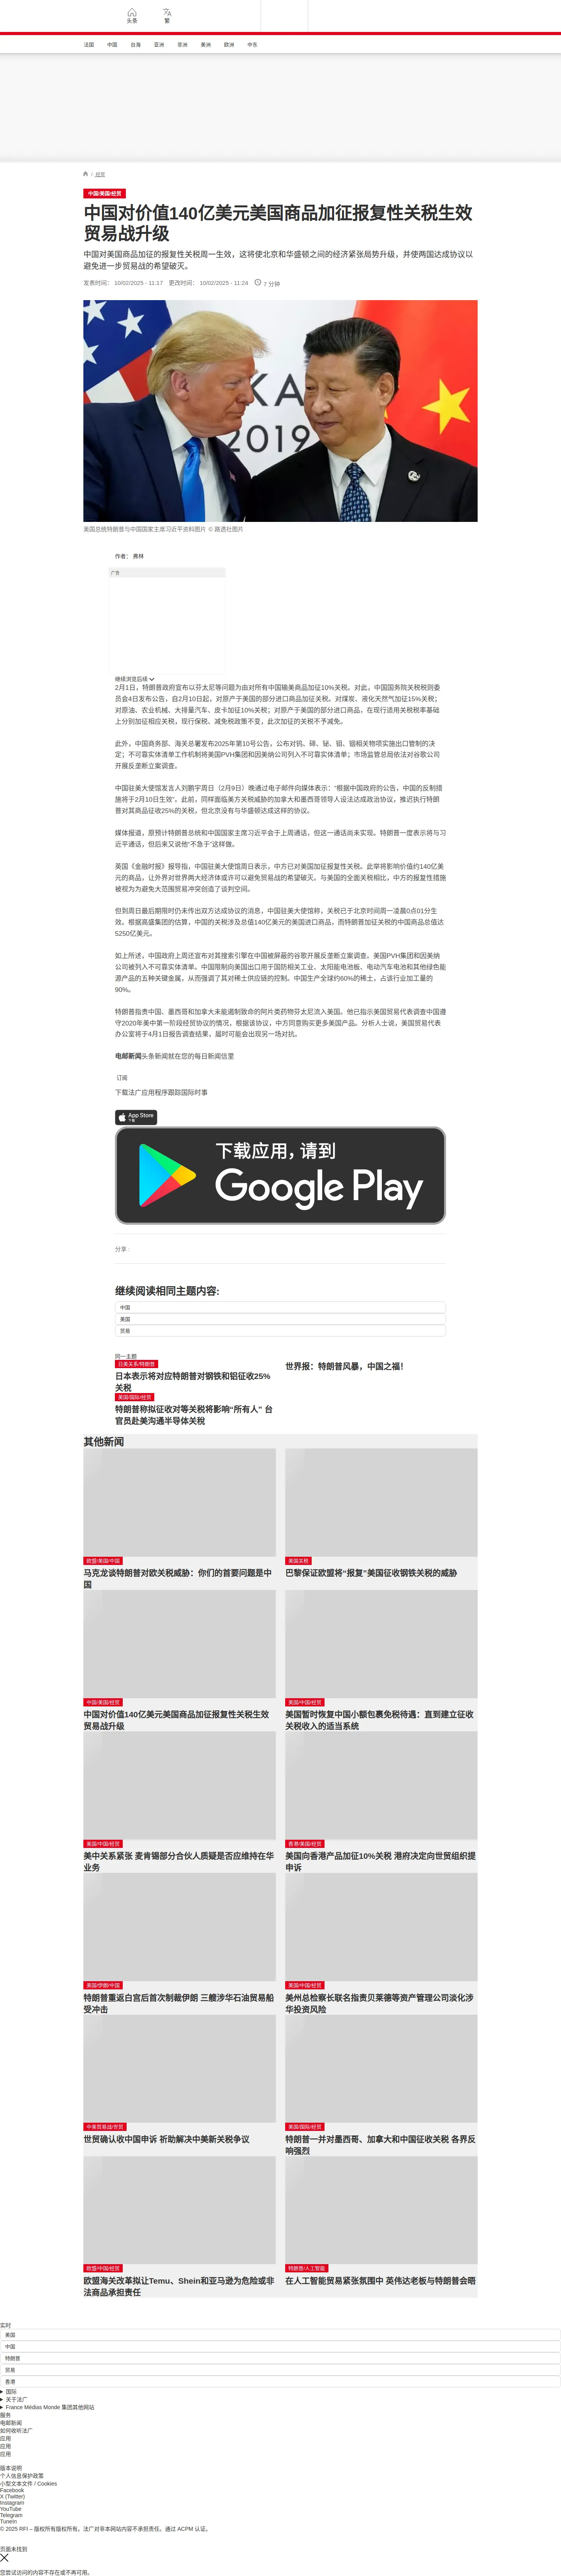 头条
繁
法国 中国 台海 亚洲 非洲 美洲 欧洲 中东
/ 经贸
中国/美国/经贸
中国对价值140亿美元美国商品加征报复性关税生效
贸易战升级
中国对美国商品加征的报复性关税周一生效，这将使北京和华盛顿之间的经济紧张局势升级，并使两国达成协议以
避免进一步贸易战的希望破灭。
发表时间： 10/02/2025 - 11:17 更改时间： 10/02/2025 - 11:24 7 分钟
KA
2019
美国总统特朗普与中国国家主席习近平资料图片 © 路透社图片
作者： 弗林
广告
继续浏览后续
2月1日，特朗普政府宣布以芬太尼等问题为由对所有中国输美商品加征10%关税。对此，中国国务院关税税则委
员会4日发布公告，自2月10日起，对原产于美国的部分进口商品加征关税。对煤炭、液化天然气加征15%关税；
对原油、农业机械、大排量汽车、皮卡加征10%关税；对原产于美国的部分进口商品，在现行适用关税税率基础
上分别加征相应关税，现行保税、减免税政策不变，此次加征的关税不予减免。
此外，中国商务部、海关总署发布2025年第10号公告，公布对钨、碲、铋、钼、铟相关物项实施出口管制的决
定；不可靠实体清单工作机制将美国PVH集团和因美纳公司列入不可靠实体清单；市场监管总局依法对谷歌公司
开展反垄断立案调查。
中国驻美大使馆发言人刘鹏宇周日（2月9日）晚通过电子邮件向媒体表示：“根据中国政府的公告，中国的反制措
施将于2月10日生效”。此前，同样面临美方关税威胁的加拿大和墨西哥领导人设法达成政治协议，推迟执行特朗
普对其商品征收25%的关税，但北京没有与华盛顿达成这样的协议。
媒体报道，原预计特朗普总统和中国国家主席习近平会于上周通话，但这一通话尚未实现。特朗普一度表示将与习
近平通话，但后来又说他“不急于”这样做。
英国《金融时报》报导指，中国驻美大使馆周日表示，中方已对美国加征报复性关税。此举将影响价值约140亿美
元的商品，让外界对世界两大经济体或许可以避免贸易战的希望破灭。与美国的全面关税相比，中方的报复性措施
被视为为避免大范围贸易冲突创造了谈判空间。
但到周日最后期限时仍未传出双方达成协议的消息，中国驻美大使馆称，关税已于北京时间周一凌晨0点01分生
效。根据高盛集团的估算，中国的关税涉及总值140亿美元的美国进口商品，而特朗普加征关税的中国商品总值达
5250亿美元。
如上所述，中国政府上周还宣布对其搜索引擎在中国被屏蔽的谷歌开展反垄断立案调查。美国PVH集团和因美纳
公司被列入不可靠实体清单。中国限制向美国出口用于国防相关工业、太阳能电池板、电动汽车电池和其他绿色能
源产品的五种关键金属，从而强调了其对稀土供应链的控制。中国生产全球约60%的稀土，占该行业加工量的
90%。
特朗普指责中国、墨西哥和加拿大未能遏制致命的阿片类药物芬太尼流入美国。他已指示美国贸易代表调查中国遵
守2020年美中第一阶段经贸协议的情况，根据该协议，中方同意购买更多美国产品。分析人士说，美国贸易代表
办公室将于4月1日报告调查结果，届时可能会出现另一场对抗。
电邮新闻头条新闻就在您的每日新闻信里
订阅
下载法广应用程序跟踪国际时事
App Store
下载
下载应用，请到
Google Play
分享 :
继续阅读相同主题内容:
中国
美国
贸易
同一主题
日美关系/特朗普
日本表示将对应特朗普对钢铁和铝征收25%
关税
世界报：特朗普风暴，中国之福！
美国/国际/经贸
特朗普称拟征收对等关税将影响“所有人” 台
官员赴美沟通半导体关税
其他新闻
欧盟/美国/中国
马克龙谈特朗普对欧关税威胁：你们的首要问题是中
国
美国关税
巴黎保证欧盟将“报复”美国征收钢铁关税的威胁
中国/美国/经贸
中国对价值140亿美元美国商品加征报复性关税生效
贸易战升级
美国/中国/经贸
美国暂时恢复中国小额包裹免税待遇：直到建立征收
关税收入的适当系统
美国/中国/经贸
美中关系紧张 麦肯锡部分合伙人质疑是否应维持在华
业务
香港/美国/经贸
美国向香港产品加征10%关税 港府决定向世贸组织提
申诉
美国/伊朗/中国
特朗普重返白宫后首次制裁伊朗 三艘涉华石油贸易船
受冲击
美国/中国/经贸
美州总检察长联名指责贝莱德等资产管理公司淡化涉
华投资风险
中美贸易战/世贸
世贸确认收中国申诉 祈助解决中美新关税争议
美国/国际/经贸
特朗普一并对墨西哥、加拿大和中国征收关税 各界反
响强烈
欧盟/中国/经贸
欧盟海关改革拟让Temu、Shein和亚马逊为危险或非
法商品承担责任
特朗普/人工智能
在人工智能贸易紧张氛围中 英伟达老板与特朗普会晤
实时
美国
中国
特朗普
贸易
香港
国际
关于法广
France Médias Monde 集团其他网站
服务
电邮新闻
如何收听法广
应用
应用
应用
版本说明
个人信息保护政策
小型文本文件 / Cookies
Facebook
X (Twitter)
Instagram
YouTube
Telegram
TuneIn
© 2025 RFI – 版权所有版权所有。法广对非本网站内容不承担责任。通过 ACPM 认证。
页面未找到
您尝试访问的内容不存在或不再可用。